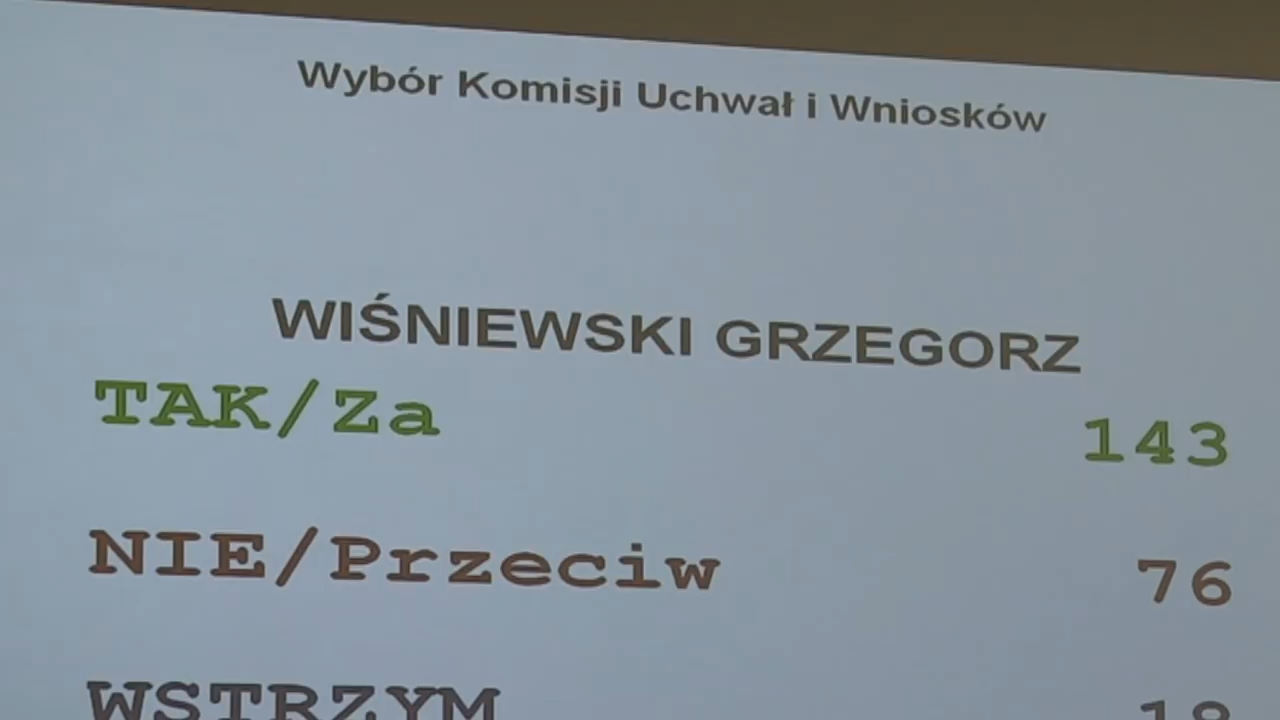 Wybór Komisji Uchwał i Wniosków
WIŚNIEWSKI GRZEGORZ
TAK/Za 143
NIE/Przeciw 76
WSTRZYM